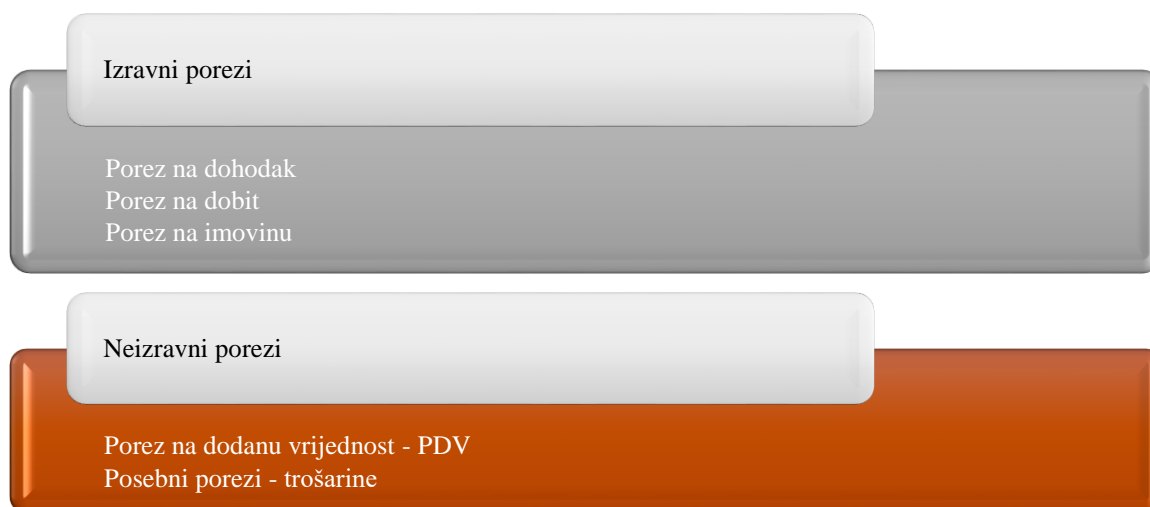 Izravni porezi
Porez na dohodak
Porez na dobit
Porez na imovinu
Neizravni porezi
Porez na dodanu vrijednost - PDV
Posebni porezi - trošarine